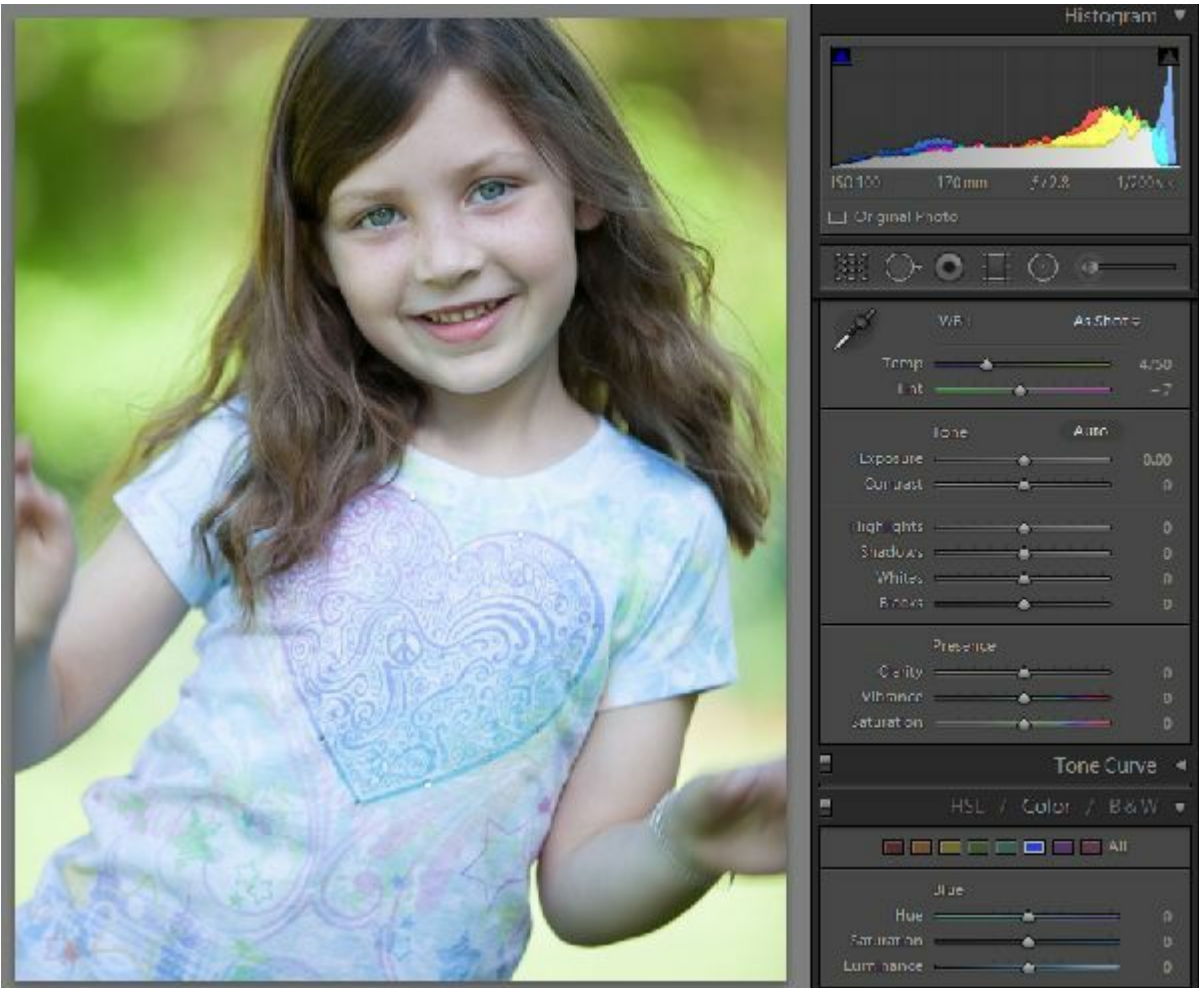 Histogram
ISO 100 170 mm f/2.8
Original Photo
WB: As Shot
Temp 4,750
Tint
Tone Auto
Exposure 0.00
Contrast 0
Highlights 0
Shadows 0
Whites 0
Blacks 0
Presence
Clarity 0
Vibrance 0
Saturation 0
Tone Curve
HSL / Color / B & W
All
Blue
Hue 0
Saturation 0
Luminance 0